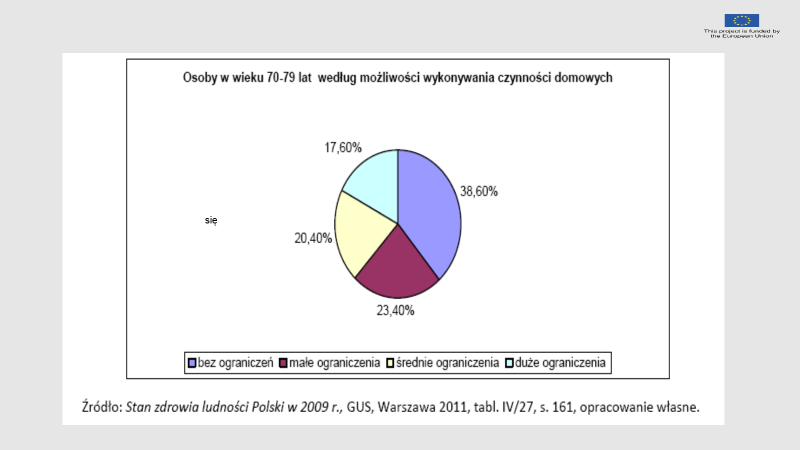 This project is funded by
the European Union
Osoby w wieku 70-79 lat według możliwości wykonywania czynności domowych
17,60%
38,60%
się
20,40%
23,40%
bez ograniczeń małe ograniczenia średnie ograniczenia duże ograniczenia
Źródło: Stan zdrowia ludności Polski w 2009 r., GUS, Warszawa 2011, tabl. IV/27, s. 161, opracowanie własne.